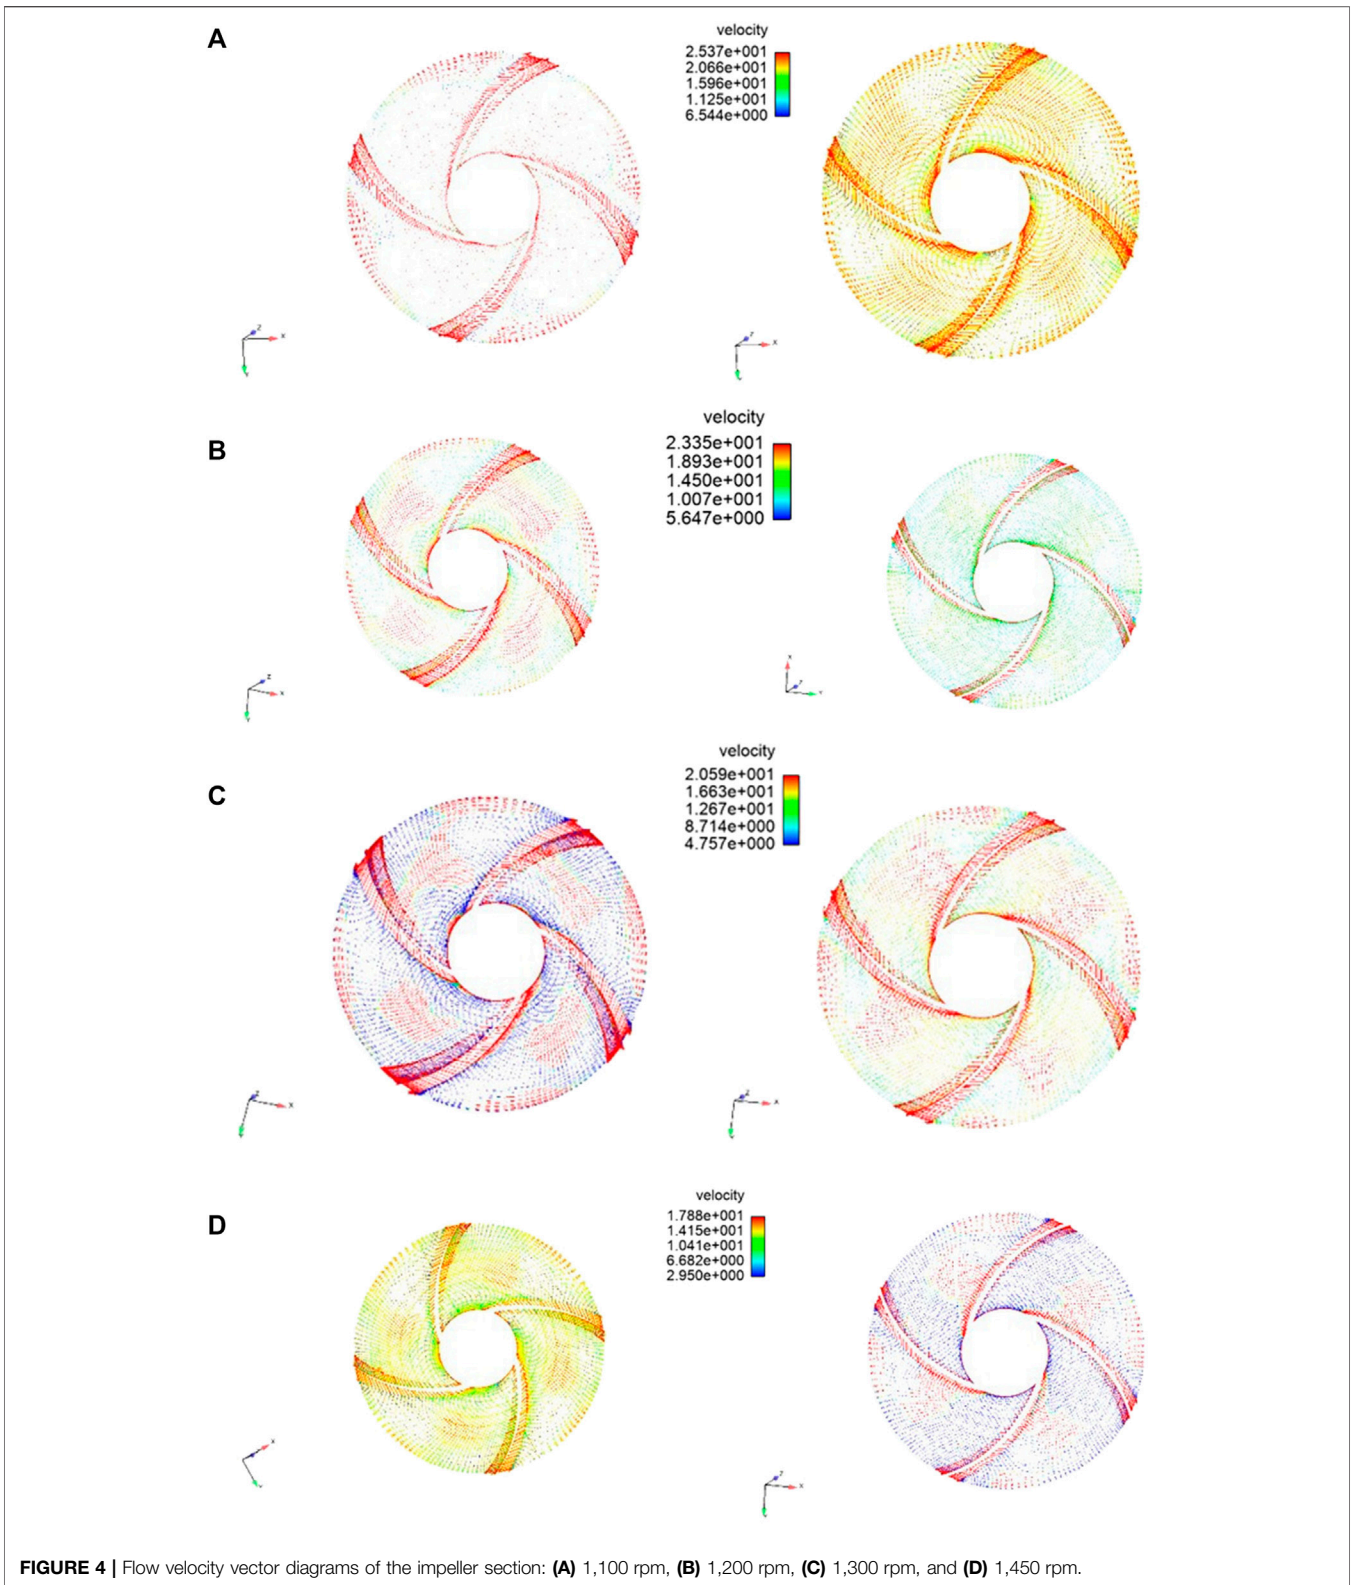 A
velocity
2.537e+001
2.066e+001
1.596e+001
1.125e+001
6.544e+000
Z
X
Y
Z
X
B
velocity
2.335e+001
1.893e+001
1.450e+001
1.007e+001
5.647e+000
Z
X
Y
X
Y
C
velocity
2.059e+001
1.663e+001
1.267e+001
8.714e+000
4.757e+000
Z
X
Z
X
D
velocity
1.788e+001
1.415e+001
1.041e+001
6.682e+000
2.950e+000
X
Z
X
FIGURE 4 | Flow velocity vector diagrams of the impeller section: (A) 1,100 rpm, (B) 1,200 rpm, (C) 1,300 rpm, and (D) 1,450 rpm.